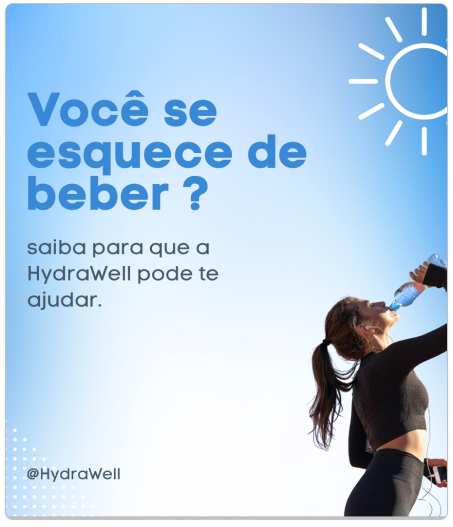 Você se
esquece de
beber ?
saiba para que a
HydraWell pode te
ajudar.
@HydraWell